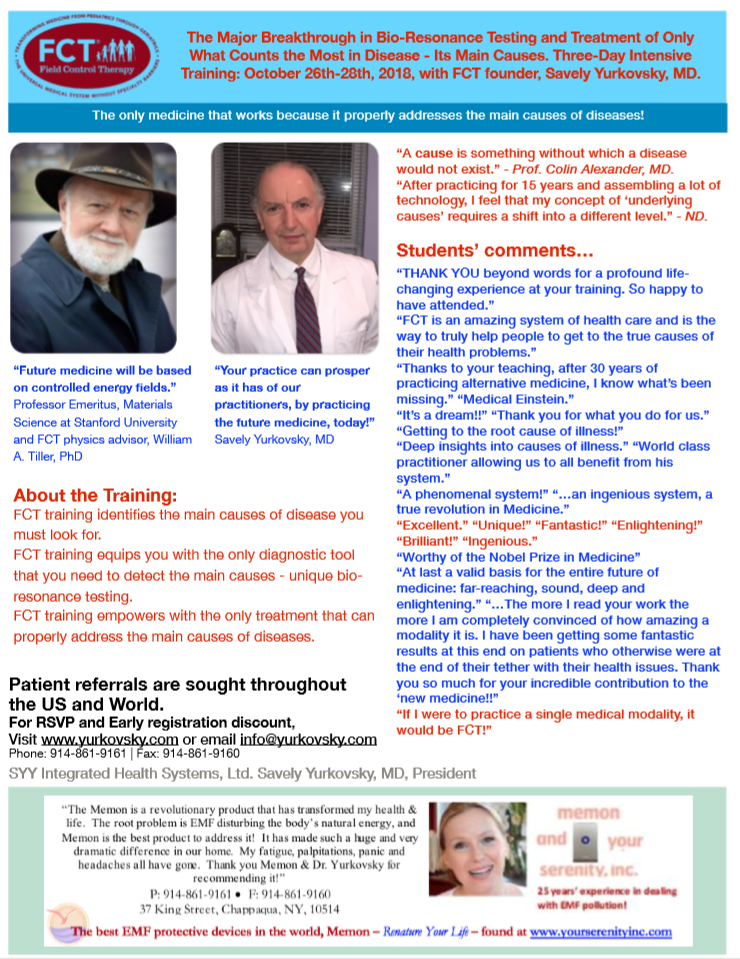 TRANSFORMING MEDICINE FROM PEDIATRICS THROUGH GERIATRICS
FCT®
Field Control Therapy
THE UNIVERSAL MEDICAL SYSTEM WITHOUT SPECIALTY BARRIERS
The Major Breakthrough in Bio-Resonance Testing and Treatment of Only
What Counts the Most in Disease - Its Main Causes. Three-Day Intensive
Training: October 26th-28th, 2018, with FCT founder, Savely Yurkovsky, MD.
The only medicine that works because it properly addresses the main causes of diseases!
“Future medicine will be based
on controlled energy fields.”
Professor Emeritus, Materials
Science at Stanford University
and FCT physics advisor, William
A. Tiller, PhD
“Your practice can prosper
as it has of our
practitioners, by practicing
the future medicine, today!”
Savely Yurkovsky, MD
About the Training:
FCT training identifies the main causes of disease you
must look for.
FCT training equips you with the only diagnostic tool
that you need to detect the main causes - unique bio-
resonance testing.
FCT training empowers with the only treatment that can
properly address the main causes of diseases.
Patient referrals are sought throughout
the US and World.
For RSVP and Early registration discount,
Visit www.yurkovsky.com or email info@yurkovsky.com
Phone: 914-861-9161 | Fax: 914-861-9160
SYY Integrated Health Systems, Ltd. Savely Yurkovsky, MD, President
“A cause is something without which a disease
would not exist.” - Prof. Colin Alexander, MD.
“After practicing for 15 years and assembling a lot of
technology, I feel that my concept of ‘underlying
causes’ requires a shift into a different level.” - ND.
Students’ comments…
“THANK YOU beyond words for a profound life-
changing experience at your training. So happy to
have attended.”
“FCT is an amazing system of health care and is the
way to truly help people to get to the true causes of
their health problems.”
“Thanks to your teaching, after 30 years of
practicing alternative medicine, I know what’s been
missing.” “Medical Einstein.”
“It’s a dream!!” “Thank you for what you do for us.”
“Getting to the root cause of illness!”
“Deep insights into causes of illness.” “World class
practitioner allowing us to all benefit from his
system.”
“A phenomenal system!” “…an ingenious system, a
true revolution in Medicine.”
“Excellent.” “Unique!” “Fantastic!” “Enlightening!”
“Brilliant!” “Ingenious.”
“Worthy of the Nobel Prize in Medicine”
“At last a valid basis for the entire future of
medicine: far-reaching, sound, deep and
enlightening.” “…The more I read your work the
more I am completely convinced of how amazing a
modality it is. I have been getting some fantastic
results at this end on patients who otherwise were at
the end of their tether with their health issues. Thank
you so much for your incredible contribution to the
‘new medicine!!”
“If I were to practice a single medical modality, it
would be FCT!”
“The Memon is a revolutionary product that has transformed my health &
life. The root problem is EMF disturbing the body’s natural energy, and
Memon is the best product to address it! It has made such a huge and very
dramatic difference in our home. My fatigue, palpitations, panic and
headaches all have gone. Thank you Memon & Dr. Yurkovsky for
recommending it!”
P: 914-861-9161 • F: 914-861-9160
37 King Street, Chappaqua, NY, 10514
memon
and your
serenity, inc.
25 years’ experience in dealing
with EMF pollution!
The best EMF protective devices in the world, Memon – Renature Your Life – found at www.yourserenityinc.com